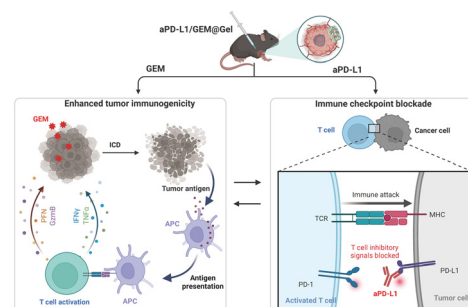 aPD-L1/GEM@Gel
GEM
aPD-L1
Enhanced tumor immunogenicity
GEM
ICD
Tumor antigen
PFN
GzmB
IFNγ
TNFα
APC
Antigen
presentation
T cell activation
APC
Immune checkpoint blockade
T cell
Cancer cell
Immune attack
TCR
MHC
T cell inhibitory
signals blocked
PD-1
PD-L1
aPD-L1
Activated T cell
Tumor cell